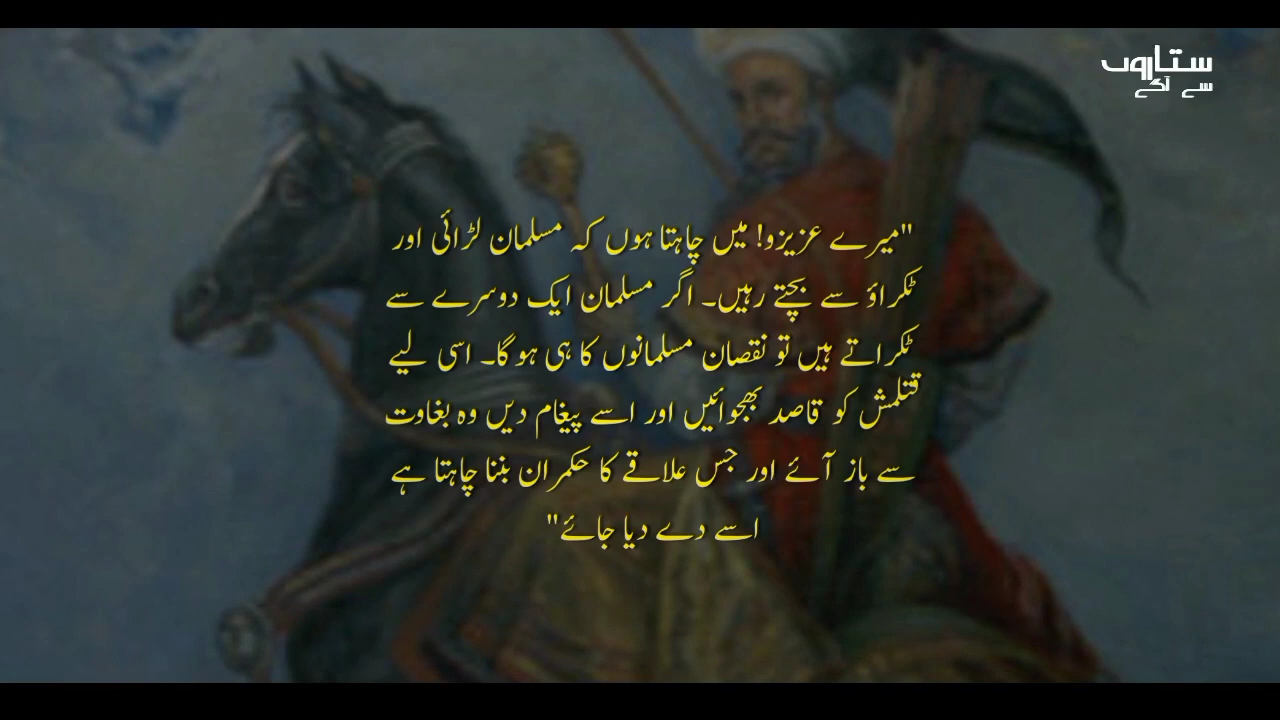 ستاروں
سے آگے
"میرے عزیزو! میں چاہتا ہوں کہ مسلمان لڑائی اور
ٹکراؤ سے بچتے رہیں۔ اگر مسلمان ایک دوسرے سے
ٹکراتے ہیں تو نقصان مسلمانوں کا ہی ہو گا۔ اسی لیے
قتلمش کو قاصد بھجوائیں اور اسے پیغام دیں وہ بغاوت
سے باز آئے اور جس علاقے کا حکمران بننا چاہتا ہے
اسے دے دیا جائے"